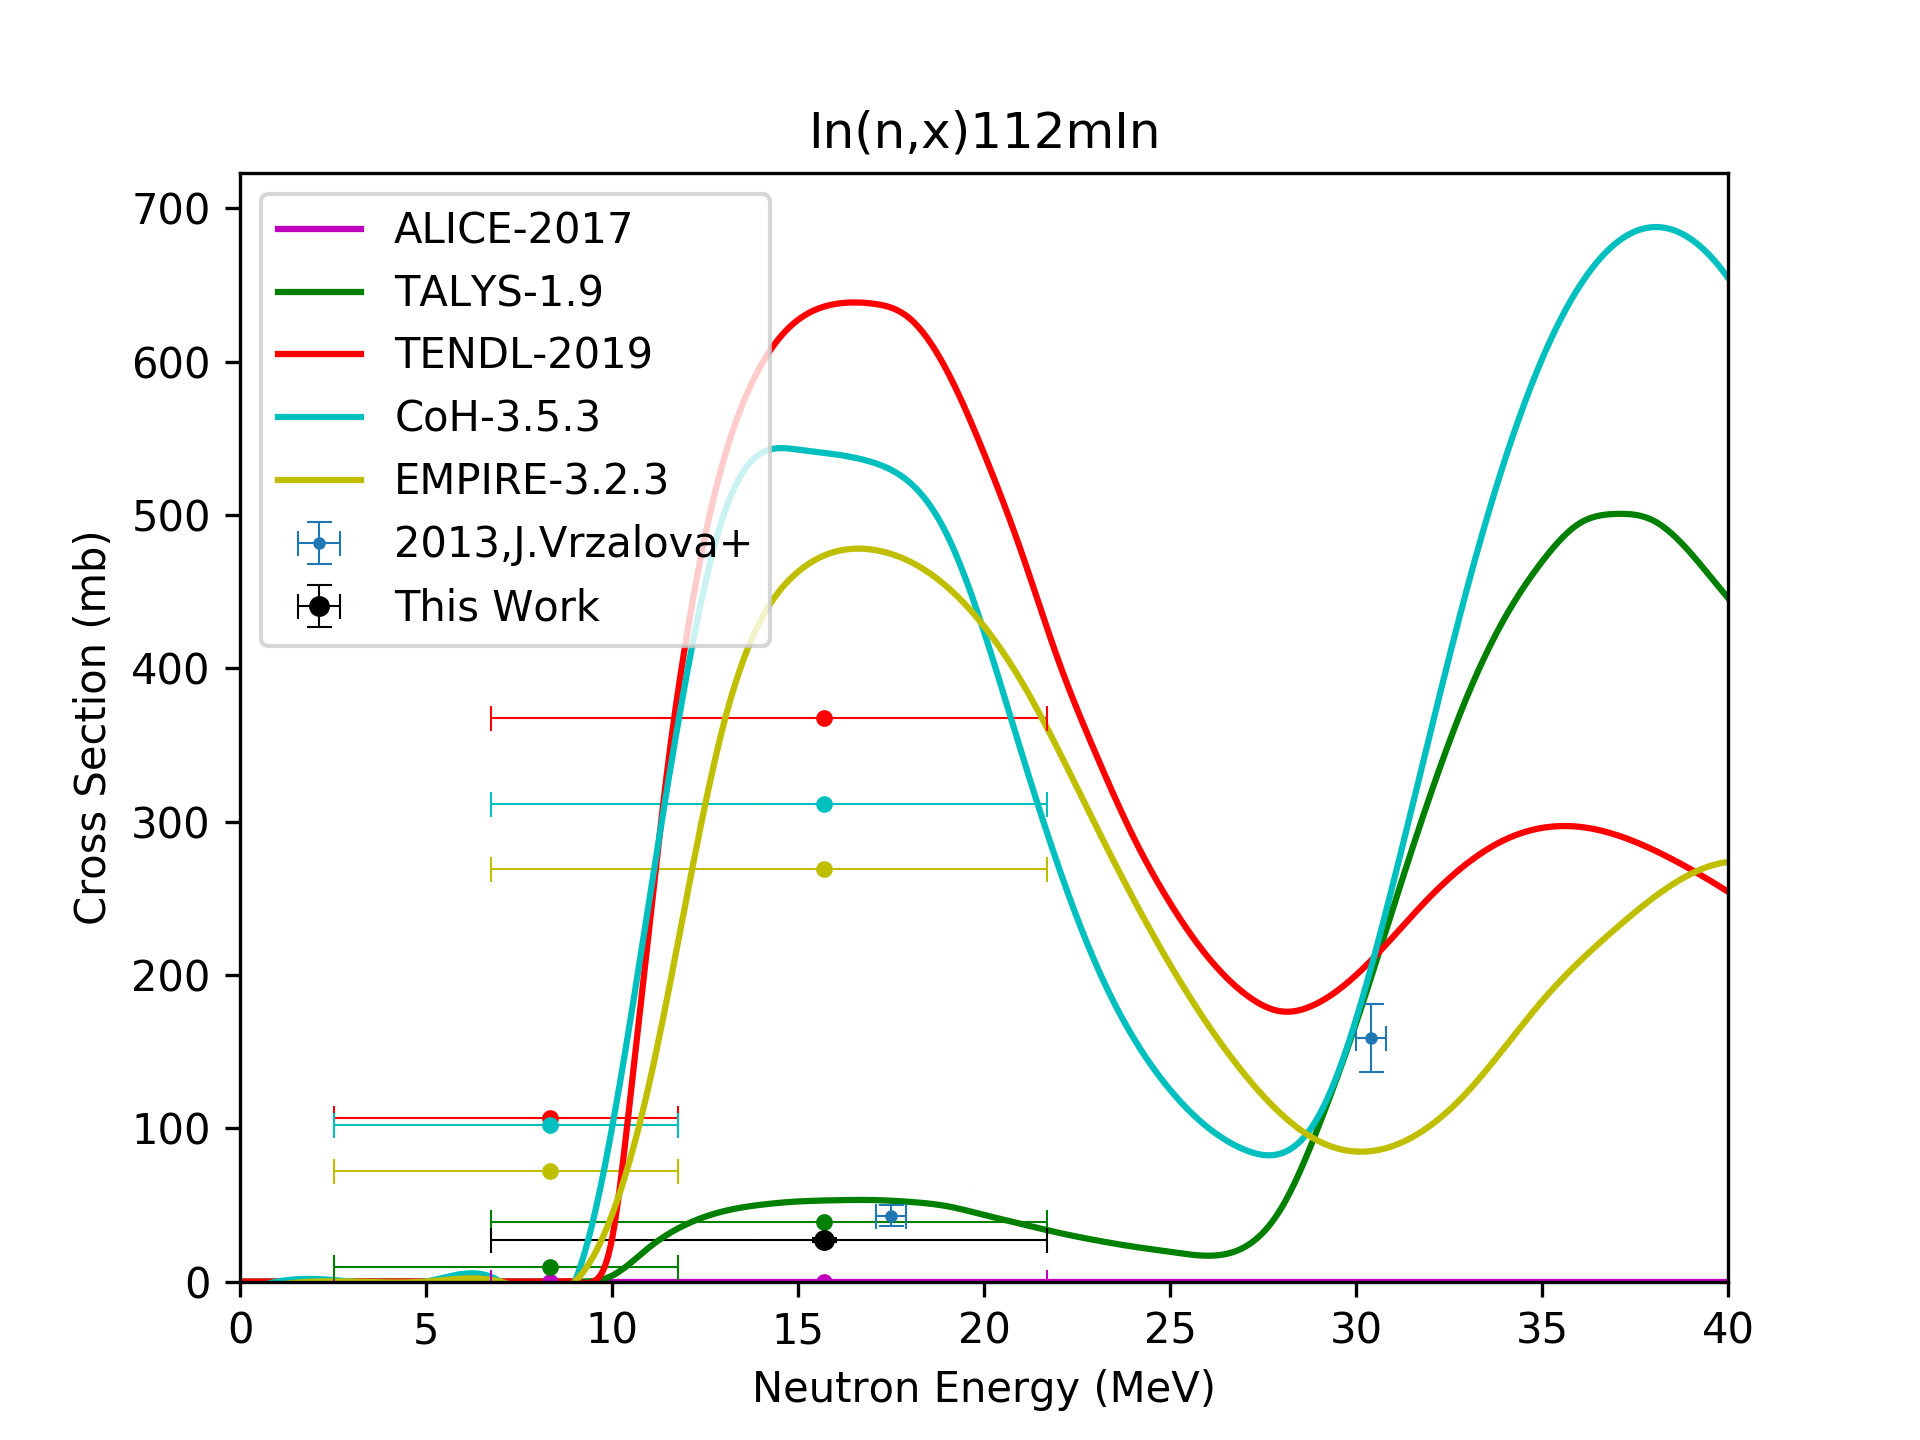 In(n,x)112mIn
ALICE-2017
TALYS-1.9
TENDL-2019
CoH-3.5.3
EMPIRE-3.2.3
2013,J.Vrzalova+
This Work
Cross Section (mb)
700
600
500
400
300
200
100
0
0 5 10 15 20 25 30 35 40
Neutron Energy (MeV)